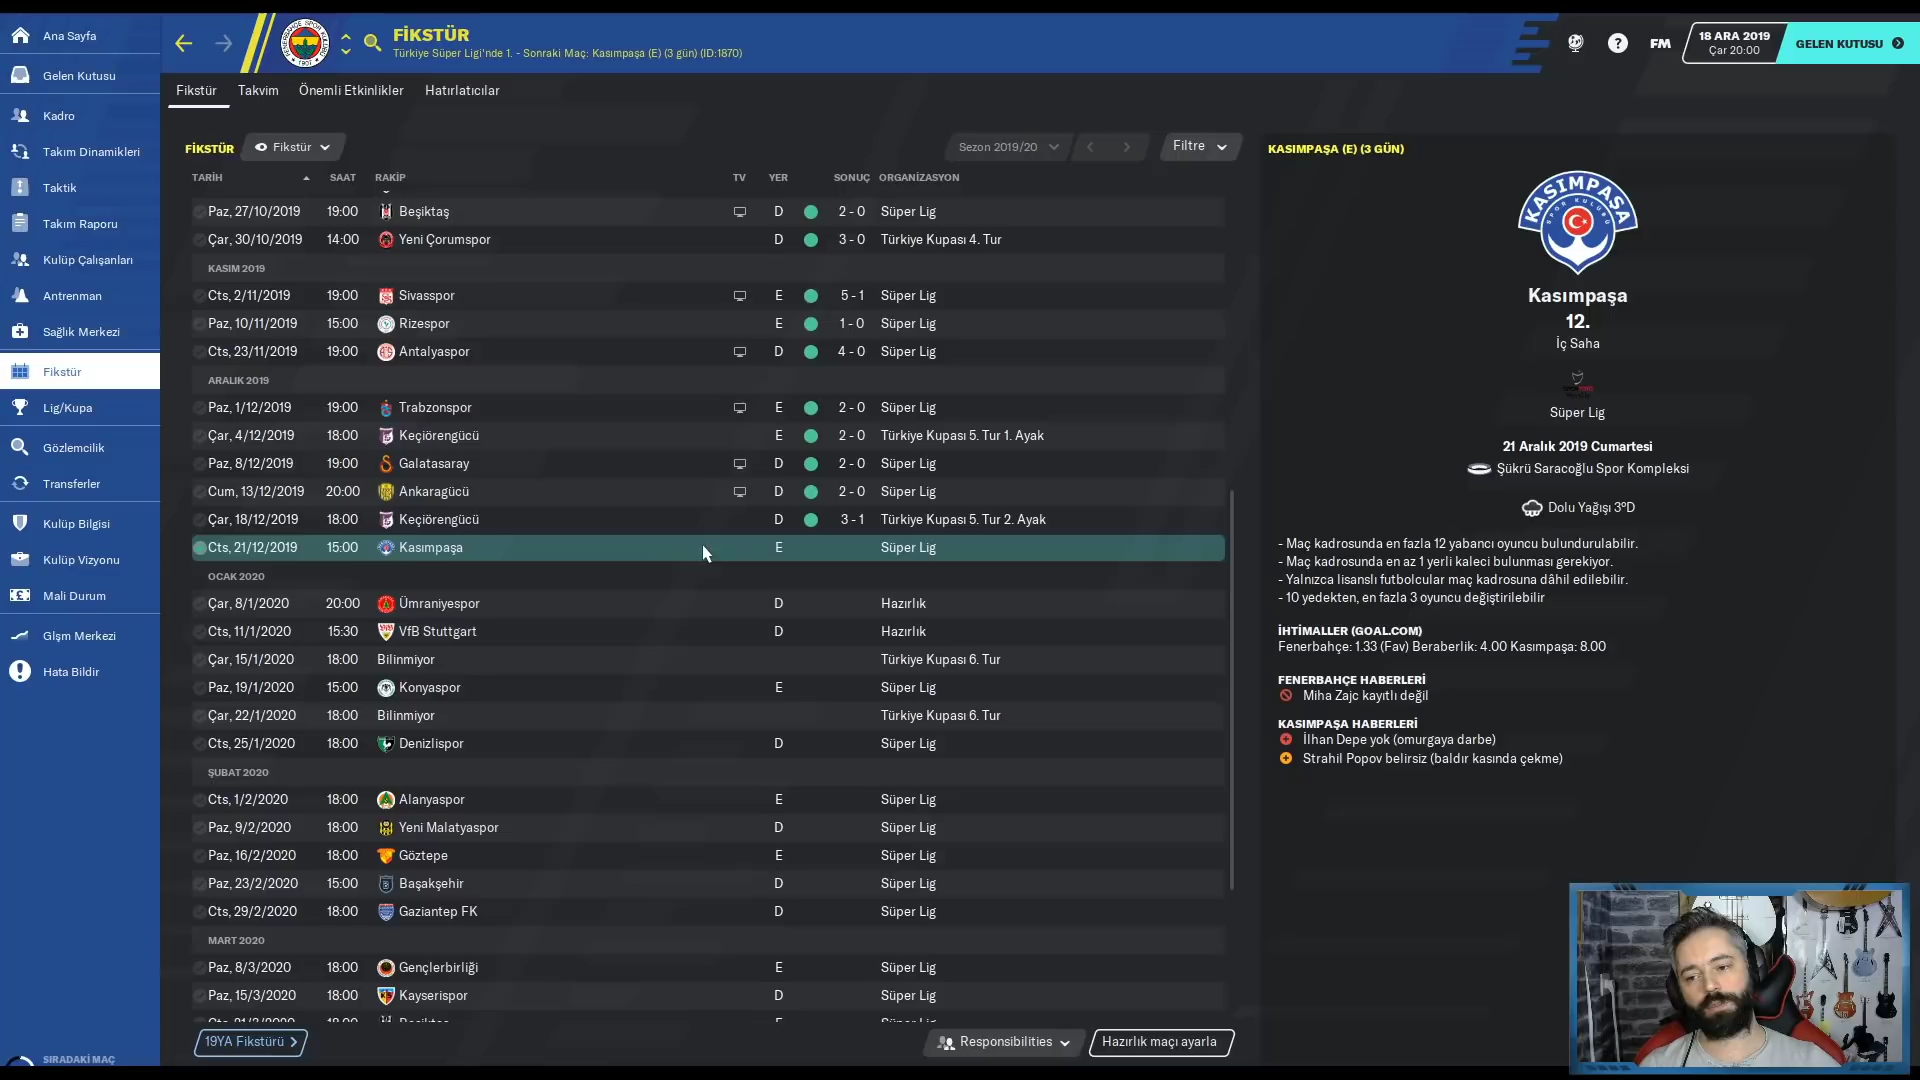 Ana Sayfa
Gelen Kutusu
Kadro
Takım Dinamikleri
Taktik
Takım Raporu
Kulüp Çalışanları
Antrenman
Sağlık Merkezi
Fikstür
Lig/Kupa
Gözlemcilik
Transferler
Kulüp Bilgisi
Kulüp Vizyonu
Mali Durum
Glşm Merkezi
Hata Bildir
SIRADAKİ MAÇ
FİKSTÜR
Türkiye Süper Ligi'nde 1. - Sonraki Maç: Kasımpaşa (E) (3 gün) (ID:1870)
FM
18 ARA 2019
Çar 20:00
GELEN KUTUSU
Fikstür Takvim Önemli Etkinlikler Hatırlatıcılar
FİKSTÜR Fikstür Sezon 2019/20 Filtre
TARİH SAAT RAKİP TV YER SONUÇ ORGANİZASYON
Paz, 27/10/2019 19:00 Beşiktaş D 2 - 0 Süper Lig
Çar, 30/10/2019 14:00 Yeni Çorumspor D 3 - 0 Türkiye Kupası 4. Tur
KASIM 2019
Cts, 2/11/2019 19:00 Sivasspor E 5 - 1 Süper Lig
Paz, 10/11/2019 15:00 Rizespor E 1 - 0 Süper Lig
Cts, 23/11/2019 19:00 Antalyaspor D 4 - 0 Süper Lig
ARALIK 2019
Paz, 1/12/2019 19:00 Trabzonspor E 2 - 0 Süper Lig
Çar, 4/12/2019 18:00 Keçiörengücü E 2 - 0 Türkiye Kupası 5. Tur 1. Ayak
Paz, 8/12/2019 19:00 Galatasaray D 2 - 0 Süper Lig
Cum, 13/12/2019 20:00 Ankaragücü D 2 - 0 Süper Lig
Çar, 18/12/2019 18:00 Keçiörengücü D 3 - 1 Türkiye Kupası 5. Tur 2. Ayak
Cts, 21/12/2019 15:00 Kasımpaşa E Süper Lig
OCAK 2020
Çar, 8/1/2020 20:00 Ümraniyespor D Hazırlık
Cts, 11/1/2020 15:30 VfB Stuttgart D Hazırlık
Çar, 15/1/2020 18:00 Bilinmiyor Türkiye Kupası 6. Tur
Paz, 19/1/2020 15:00 Konyaspor E Süper Lig
Çar, 22/1/2020 18:00 Bilinmiyor Türkiye Kupası 6. Tur
Cts, 25/1/2020 18:00 Denizlispor D Süper Lig
ŞUBAT 2020
Cts, 1/2/2020 18:00 Alanyaspor E Süper Lig
Paz, 9/2/2020 18:00 Yeni Malatyaspor D Süper Lig
Paz, 16/2/2020 18:00 Göztepe E Süper Lig
Paz, 23/2/2020 15:00 Başakşehir D Süper Lig
Cts, 29/2/2020 18:00 Gaziantep FK D Süper Lig
MART 2020
Paz, 8/3/2020 18:00 Gençlerbirliği E Süper Lig
Paz, 15/3/2020 18:00 Kayserispor D Süper Lig
19YA Fikstürü
Responsibilities
Hazırlık maçı ayarla
KASIMPAŞA (E) (3 GÜN)
KASIMPAŞA
SPOR KULÜBÜ
Kasımpaşa
12.
İç Saha
Süper Lig
21 Aralık 2019 Cumartesi
Şükrü Saracoğlu Spor Kompleksi
Dolu Yağışı 3ºD
- Maç kadrosunda en fazla 12 yabancı oyuncu bulundurulabilir.
- Maç kadrosunda en az 1 yerli kaleci bulunması gerekiyor.
- Yalnızca lisanslı futbolcular maç kadrosuna dâhil edilebilir.
- 10 yedekten, en fazla 3 oyuncu değiştirilebilir
İHTİMALLER (GOAL.COM)
Fenerbahçe: 1.33 (Fav) Beraberlik: 4.00 Kasımpaşa: 8.00
FENERBAHÇE HABERLERİ
Miha Zajc kayıtlı değil
KASIMPAŞA HABERLERİ
İlhan Depe yok (omurgaya darbe)
Strahil Popov belirsiz (baldır kasında çekme)